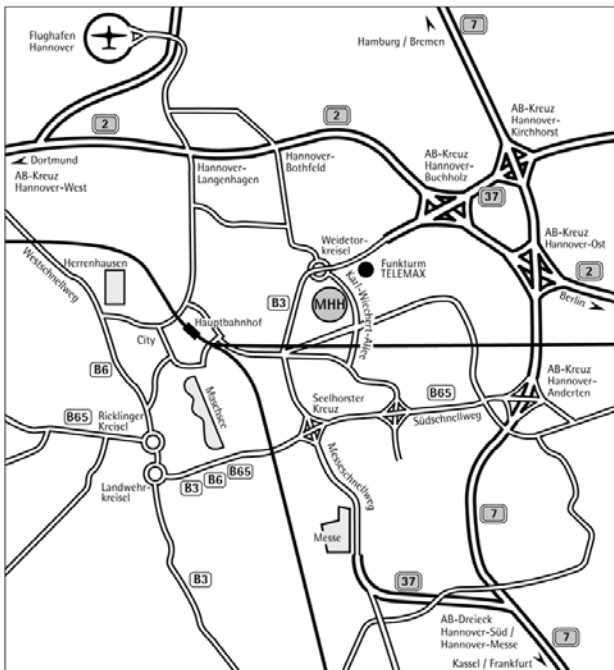 7
Flughafen
Hannover
Hamburg / Bremen
AB-Kreuz
Hannover-
Kirchhorst
2
2
Dortmund
AB-Kreuz
Hannover-West
Hannover-
Langenhagen
Hannover-
Bothfeld
AB-Kreuz
Hannover-
Buchholz
37
AB-Kreuz
Hannover-Ost
Weidetor-
kreisel
Funkturm
TELEMAX
2
Berlin
Westschnellweg
Herrenhausen
B3
MHH
Karl-Wiechert-Allee
Hauptbahnhof
City
B6
AB-Kreuz
Hannover-
Anderten
Maschsee
Seelhorster
Kreuz
B65
Südschnellweg
B65
Ricklinger
Kreisel
Landwehr-
kreisel
B3
B6
B65
Messeschnellweg
Messe
7
B3
37
AB-Dreieck
Hannover-Süd /
Hannover-Messe
7
Kassel / Frankfurt